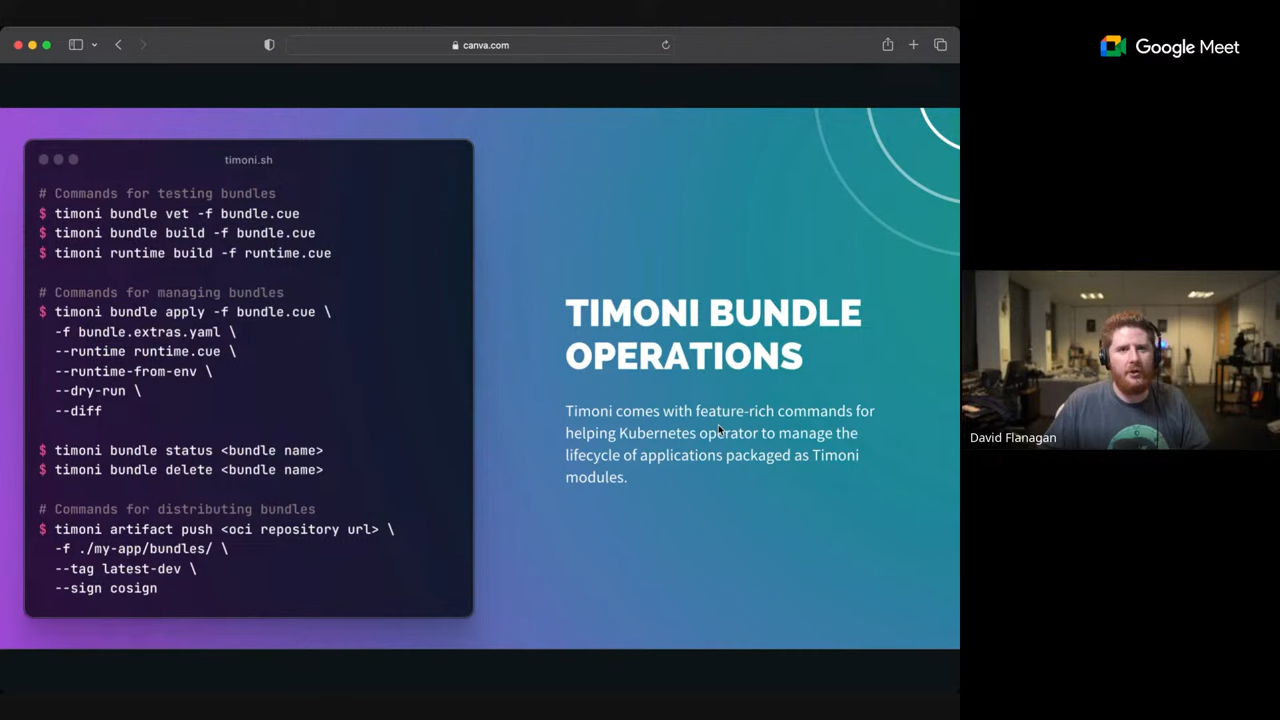 canva.com
Google Meet
timoni.sh
# Commands for testing bundles
$ timoni bundle vet -f bundle.cue
$ timoni bundle build -f bundle.cue
$ timoni runtime build -f runtime.cue
# Commands for managing bundles
$ timoni bundle apply -f bundle.cue \
-f bundle.extras.yaml \
--runtime runtime.cue \
--runtime-from-env \
--dry-run \
--diff
$ timoni bundle status <bundle name>
$ timoni bundle delete <bundle name>
# Commands for distributing bundles
$ timoni artifact push <oci repository url> \
-f ./my-app/bundles/ \
--tag latest-dev \
--sign cosign
TIMONI BUNDLE
OPERATIONS
Timoni comes with feature-rich commands for
helping Kubernetes operator to manage the
lifecycle of applications packaged as Timoni
modules.
David Flanagan